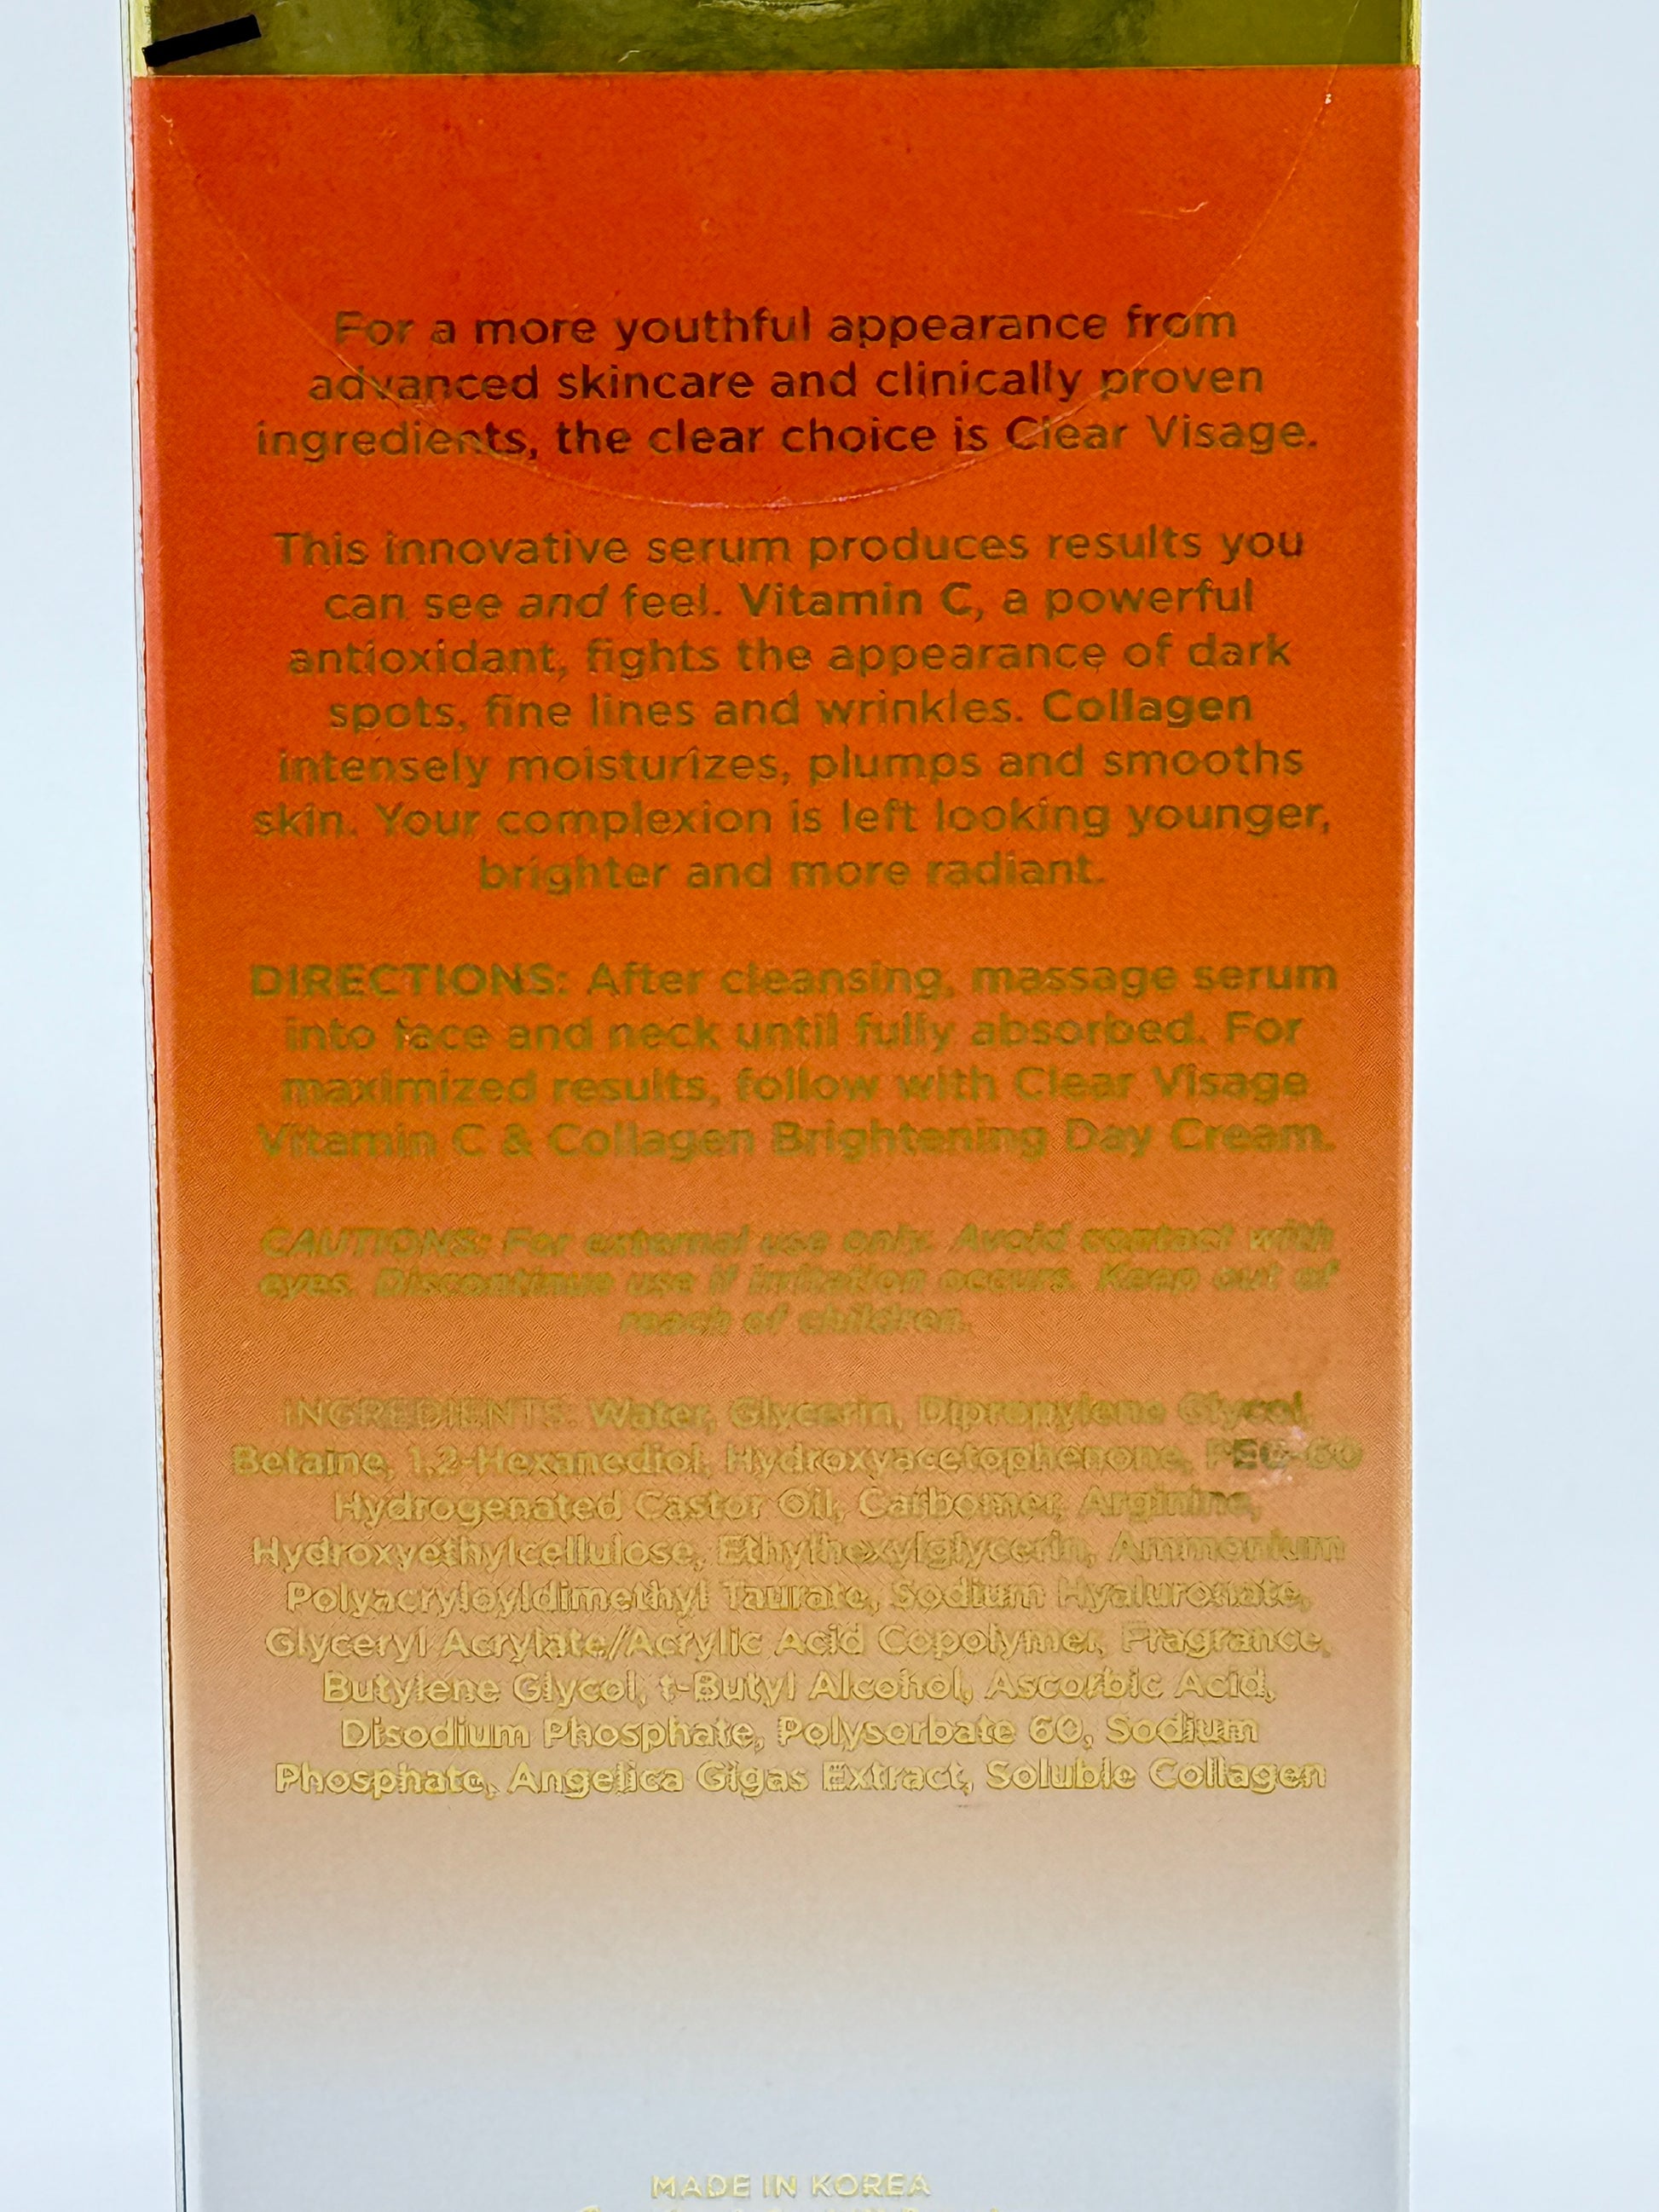 For a more youthful appearance from
advanced skincare and clinically proven
ingredients, the clear choice is Clear Visage.
This innovative serum produces results you
can see and feel. Vitamin C, a powerful
antioxidant, fights the appearance of dark
spots, fine lines and wrinkles. Collagen
intensely moisturizes, plumps and smooths
skin. Your complexion is left looking younger,
brighter and more radiant.
DIRECTIONS: After cleansing, massage serum
into face and neck until fully absorbed. For
maximized results, follow with Clear Visage
Vitamin C & Collagen Brightening Day Cream.
CAUTIONS: For external use only. Avoid contact with
eyes. Discontinue use if irritation occurs. Keep out of
reach of children.
INGREDIENTS: Water, Glycerin, Dipropylene Glycol,
Betaine, 1,2-Hexanediol, Hydroxyacetophenone, PEG-60
Hydrogenated Castor Oil, Carbomer, Arginine,
Hydroxyethylcellulose, Ethylhexylglycerin, Ammonium
Polyacryloyldimethyl Taurate, Sodium Hyaluronate,
Glyceryl Acrylate/Acrylic Acid Copolymer, Fragrance,
Butylene Glycol, t-Butyl Alcohol, Ascorbic Acid,
Disodium Phosphate, Polysorbate 60, Sodium
Phosphate, Angelica Gigas Extract, Soluble Collagen
MADE IN KOREA